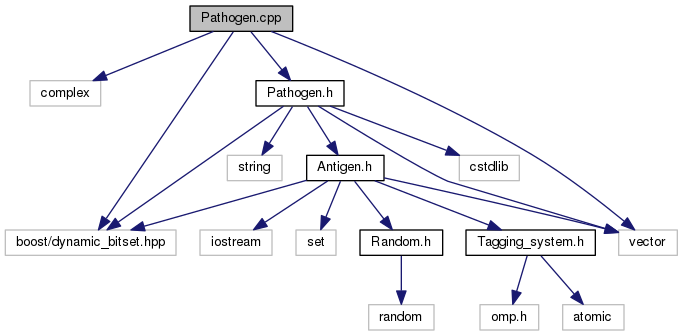 Pathogen.cpp
complex
Pathogen.h
string
Antigen.h
cstdlib
boost/dynamic_bitset.hpp
iostream
set
Random.h
Tagging_system.h
vector
random
omp.h
atomic